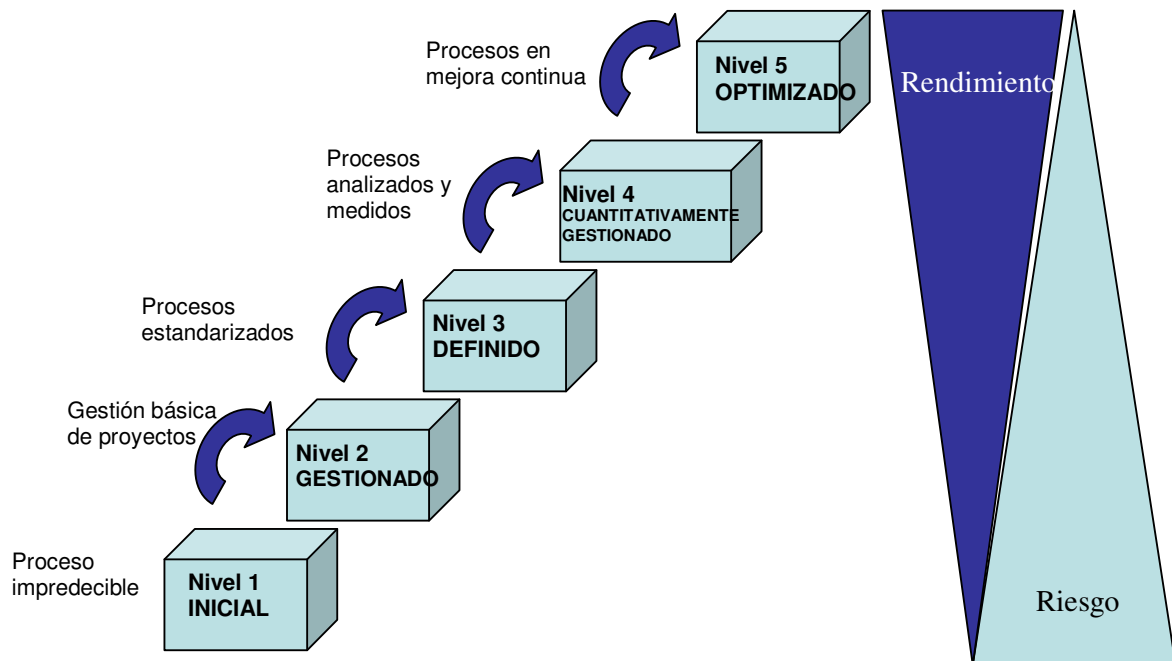 Procesos en
mejora continua
Nivel 5
OPTIMIZADO
Rendimiento
Procesos
analizados y
medidos
Nivel 4
CUANTITATIVAMENTE
GESTIONADO
Procesos
estandarizados
Nivel 3
DEFINIDO
Gestión básica
de proyectos
Nivel 2
GESTIONADO
Proceso
impredecible
Nivel 1
INICIAL
Riesgo